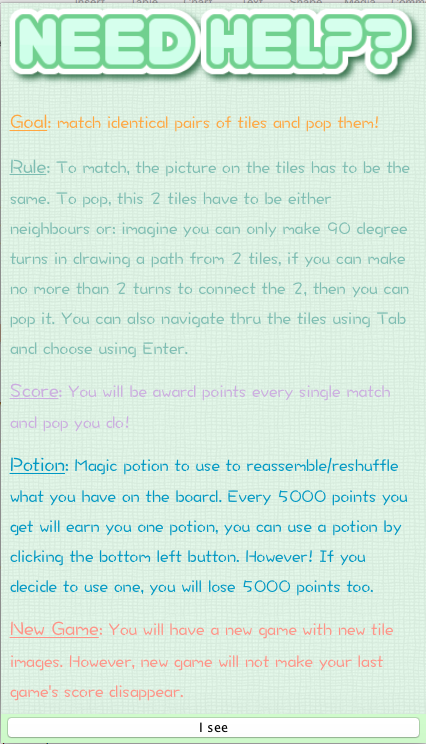 NEED HELP?
Goal: match identical pairs of tiles and pop them!
Rule: To match, the picture on the tiles has to be the
same. To pop, this 2 tiles have to be either
neighbours or: imagine you can only make 90 degree
turns in drawing a path from 2 tiles, if you can make
no more than 2 turns to connect the 2, then you can
pop it. You can also navigate thru the tiles using Tab
and choose using Enter.
Score: You will be award points every single match
and pop you do!
Potion: Magic potion to use to reassemble/reshuffle
what you have on the board. Every 5000 points you
get will earn you one potion, you can use a potion by
clicking the bottom left button. However! If you
decide to use one, you will lose 5000 points too.
New Game: You will have a new game with new tile
images. However, new game will not make your last
game's score disappear.
I see